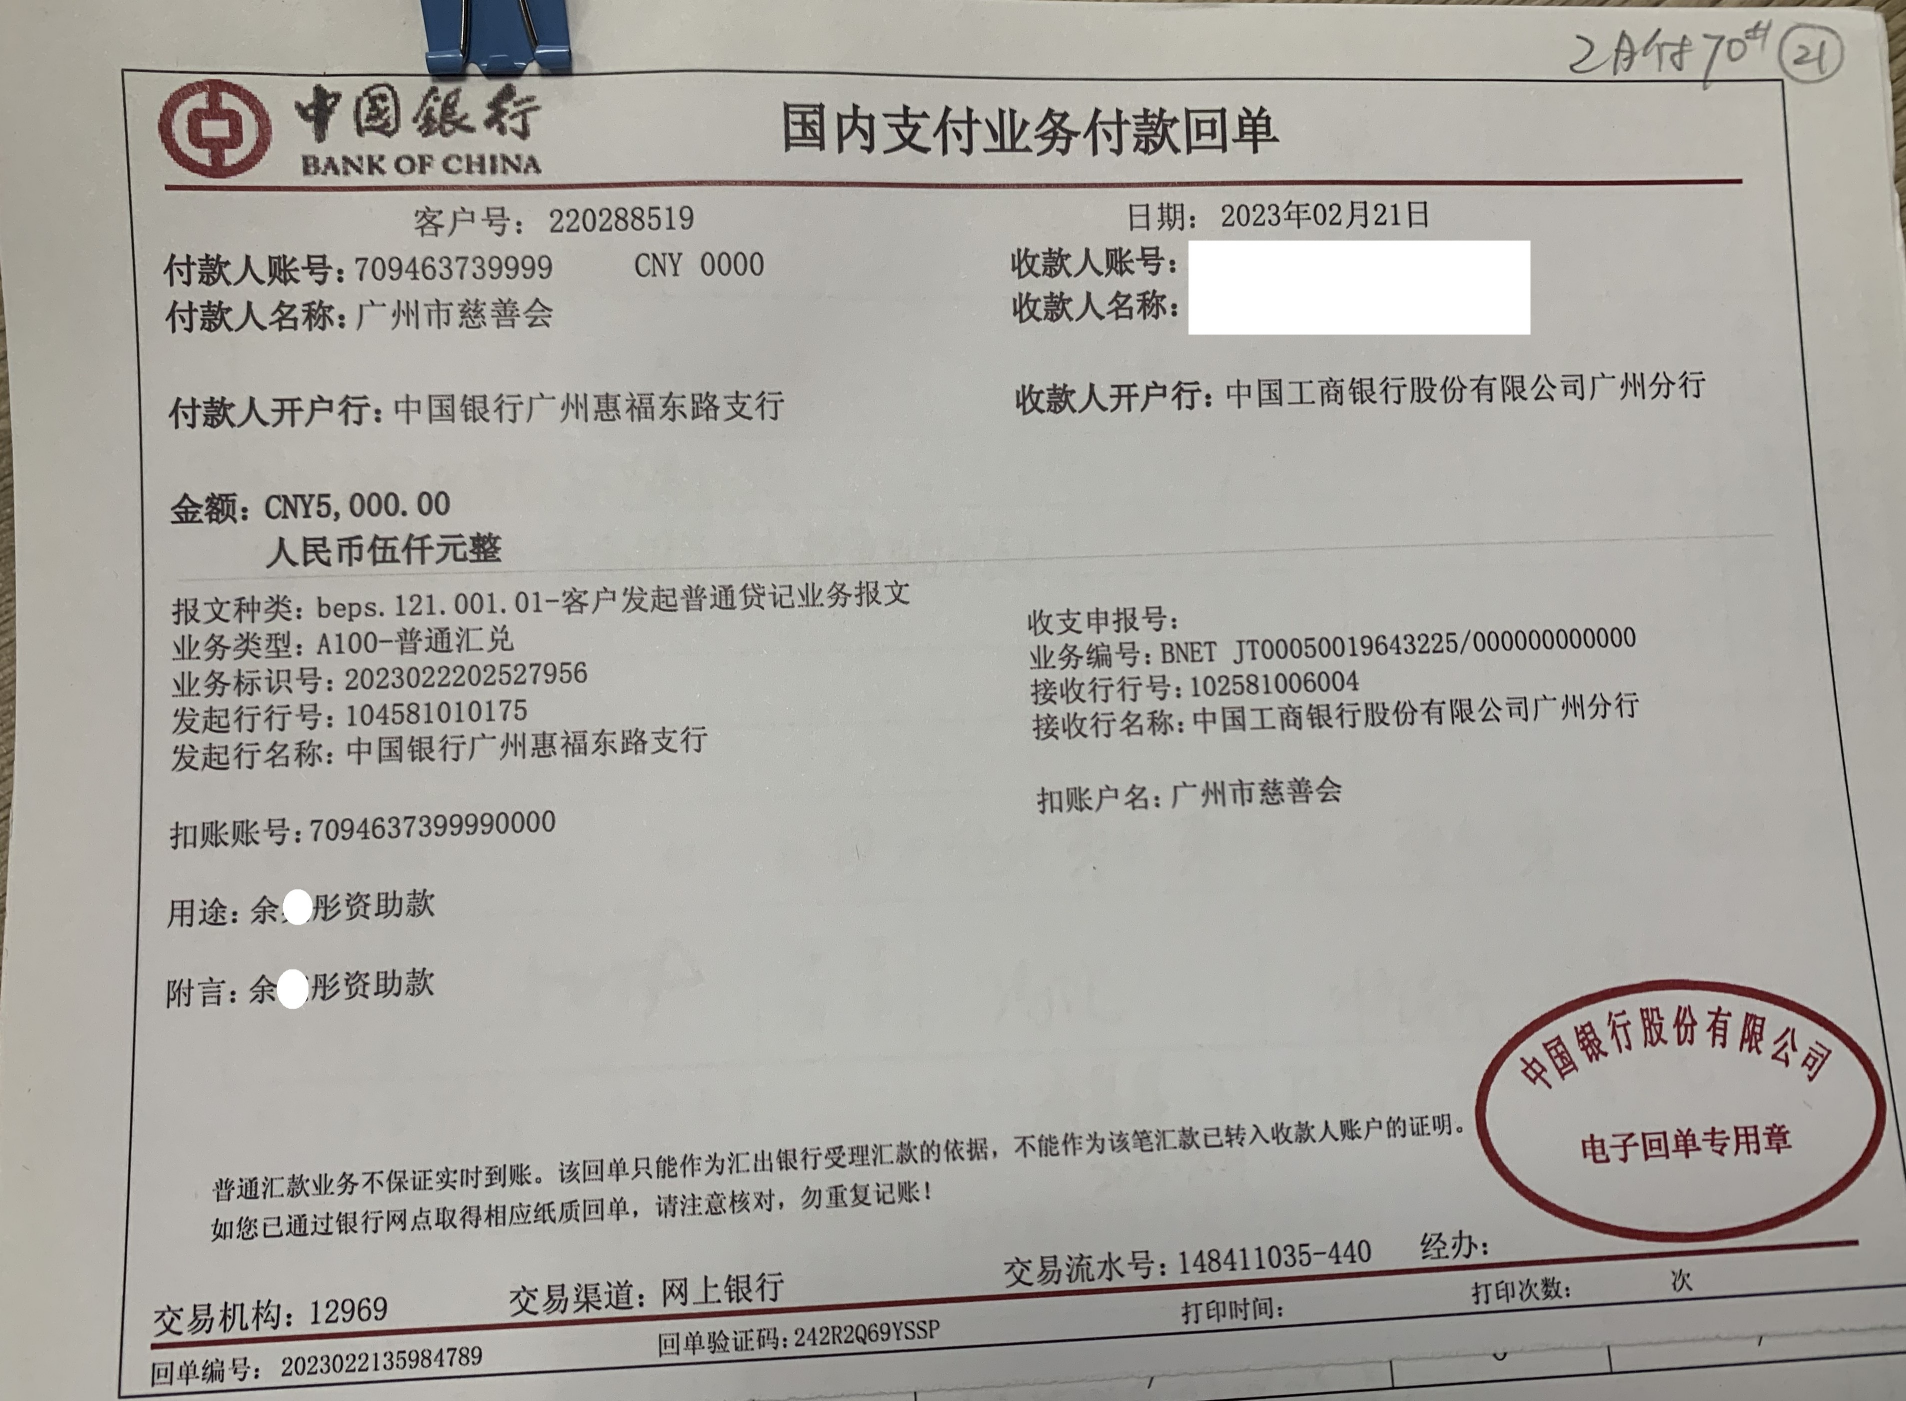 2月付70# 21
中国银行
BANK OF CHINA
国内支付业务付款回单
客户号：220288519
日期：2023年02月21日
付款人账号：709463739999 CNY 0000
收款人账号：
付款人名称：广州市慈善会
收款人名称：
付款人开户行：中国银行广州惠福东路支行
收款人开户行：中国工商银行股份有限公司广州分行
金额：CNY5,000.00
人民币伍仟元整
报文种类：beps.121.001.01-客户发起普通贷记业务报文
收支申报号：
业务类型：A100-普通汇兑
业务编号：BNET JT00050019643225/000000000000
业务标识号：2023022202527956
接收行行号：102581006004
发起行行号：104581010175
接收行名称：中国工商银行股份有限公司广州分行
发起行名称：中国银行广州惠福东路支行
扣账账号：7094637399990000
扣账户名：广州市慈善会
用途：余 彤资助款
附言：余 彤资助款
中国银行股份有限公司
电子回单专用章
普通汇款业务不保证实时到账。该回单只能作为汇出银行受理汇款的依据，不能作为该笔汇款已转入收款人账户的证明。
如您已通过银行网点取得相应纸质回单，请注意核对，勿重复记账！
交易机构：12969 交易渠道：网上银行 交易流水号：148411035-440 经办：
回单编号：2023022135984789 回单验证码：242R2Q69YSSP 打印时间： 打印次数： 次